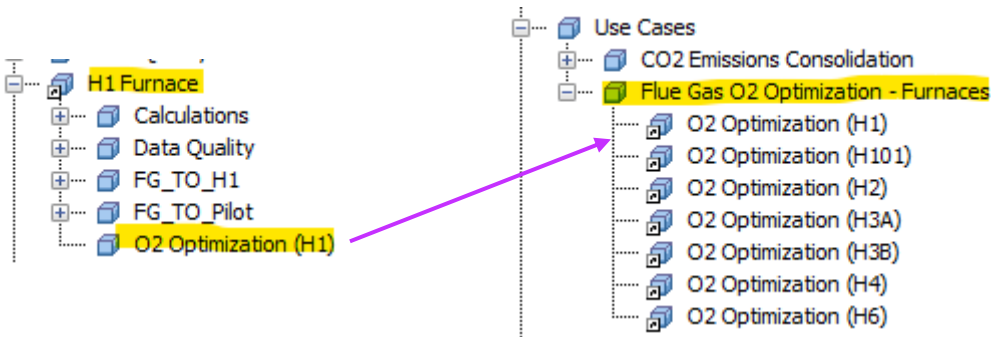 H1 Furnace
Calculations
Data Quality
FG_TO_H1
FG_TO_Pilot
O2 Optimization (H1)
Use Cases
CO2 Emissions Consolidation
Flue Gas O2 Optimization - Furnaces
O2 Optimization (H1)
O2 Optimization (H101)
O2 Optimization (H2)
O2 Optimization (H3A)
O2 Optimization (H3B)
O2 Optimization (H4)
O2 Optimization (H6)